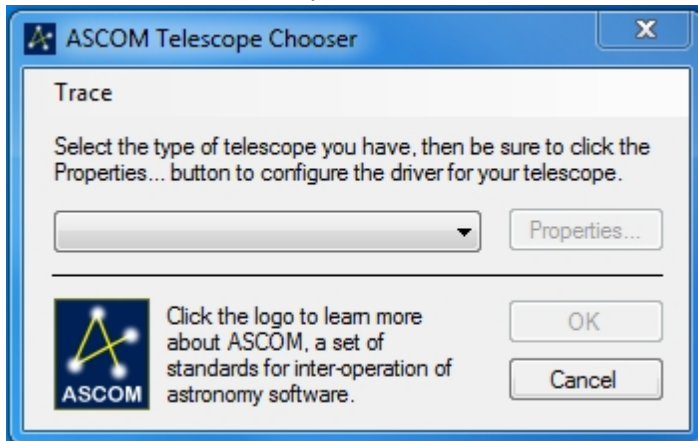 ASCOM Telescope Chooser
X
Trace
Select the type of telescope you have, then be sure to click the
Properties... button to configure the driver for your telescope.
Properties...
Click the logo to learn more
about ASCOM, a set of
standards for inter-operation of
astronomy software.
ASCOM
OK
Cancel